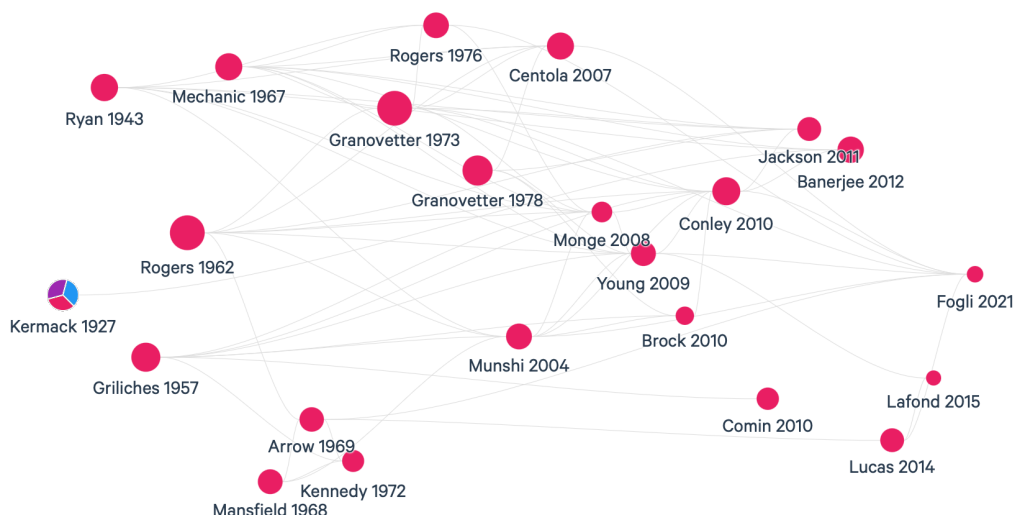 Rogers 1976
Centola 2007
Mechanic 1967
Ryan 1943
Granovetter 1973
Jackson 2011
Banerjee 2012
Granovetter 1978
Conley 2010
Monge 2008
Rogers 1962
Young 2009
Fogli 2021
Kermack 1927
Brock 2010
Munshi 2004
Griliches 1957
Lafond 2015
Comin 2010
Arrow 1969
Lucas 2014
Kennedy 1972
Mansfield 1968